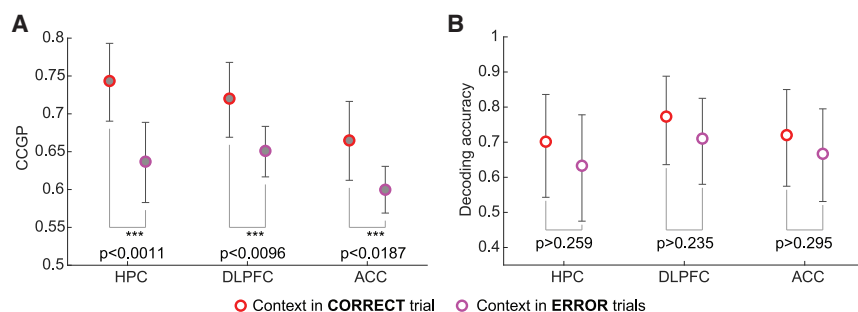 A
CCGP
0.8
0.75
0.7
0.65
0.6
0.55
0.5
***
***
***
p<0.0011
p<0.0096
p<0.0187
HPC
DLPFC
ACC
B
Decoding accuracy
1
0.9
0.8
0.7
0.6
0.5
0.4
p>0.259
p>0.235
p>0.295
HPC
DLPFC
ACC
Context in CORRECT trial
Context in ERROR trials